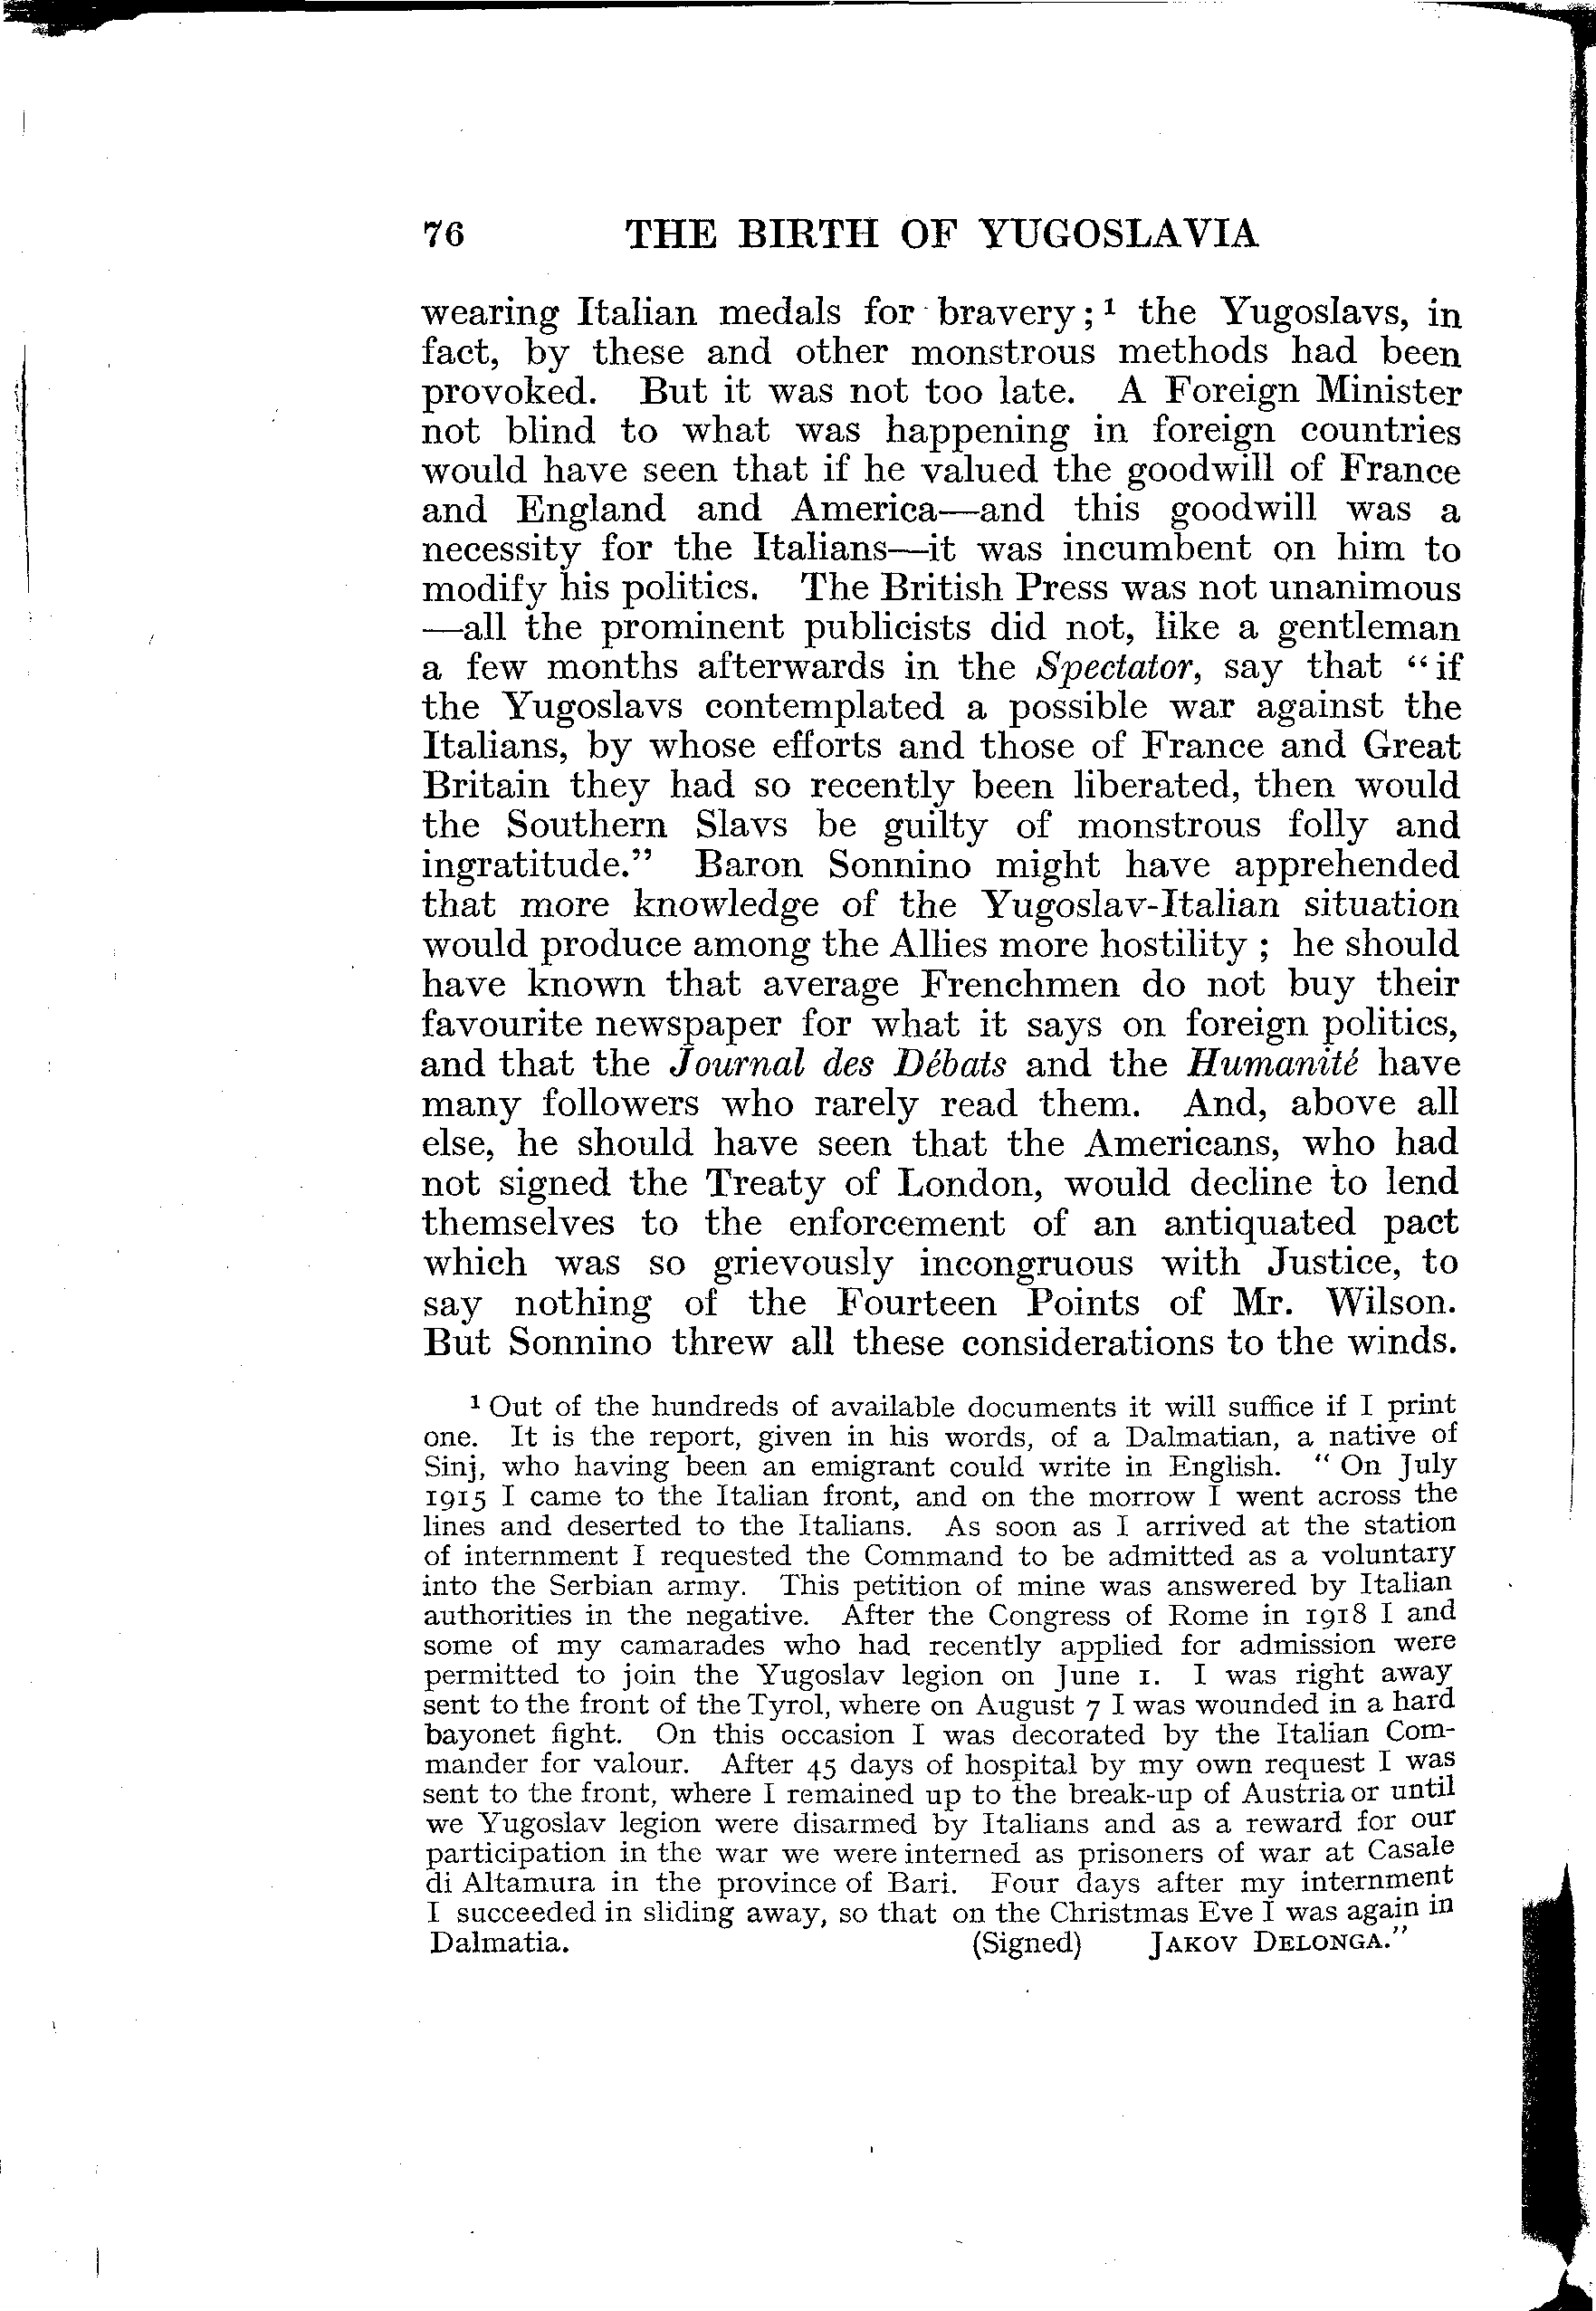 76 THE BIRTH OF YUGOSLAVIA
wearing Italian medals for bravery;¹ the Yugoslavs, in
fact, by these and other monstrous methods had been
provoked. But it was not too late. A Foreign Minister
not blind to what was happening in foreign countries
would have seen that if he valued the goodwill of France
and England and America—and this goodwill was a
necessity for the Italians—it was incumbent on him to
modify his politics. The British Press was not unanimous
—all the prominent publicists did not, like a gentleman
a few months afterwards in the Spectator, say that “if
the Yugoslavs contemplated a possible war against the
Italians, by whose efforts and those of France and Great
Britain they had so recently been liberated, then would
the Southern Slavs be guilty of monstrous folly and
ingratitude.” Baron Sonnino might have apprehended
that more knowledge of the Yugoslav-Italian situation
would produce among the Allies more hostility ; he should
have known that average Frenchmen do not buy their
favourite newspaper for what it says on foreign politics,
and that the Journal des Débats and the Humanité have
many followers who rarely read them. And, above all
else, he should have seen that the Americans, who had
not signed the Treaty of London, would decline to lend
themselves to the enforcement of an antiquated pact
which was so grievously incongruous with Justice, to
say nothing of the Fourteen Points of Mr. Wilson.
But Sonnino threw all these considerations to the winds.
¹ Out of the hundreds of available documents it will suffice if I print
one. It is the report, given in his words, of a Dalmatian, a native of
Sinj, who having been an emigrant could write in English. “ On July
1915 I came to the Italian front, and on the morrow I went across the
lines and deserted to the Italians. As soon as I arrived at the station
of internment I requested the Command to be admitted as a voluntary
into the Serbian army. This petition of mine was answered by Italian
authorities in the negative. After the Congress of Rome in 1918 I and
some of my camarades who had recently applied for admission were
permitted to join the Yugoslav legion on June 1. I was right away
sent to the front of the Tyrol, where on August 7 I was wounded in a hard
bayonet fight. On this occasion I was decorated by the Italian Com-
mander for valour. After 45 days of hospital by my own request I was
sent to the front, where I remained up to the break-up of Austria or until
we Yugoslav legion were disarmed by Italians and as a reward for our
participation in the war we were interned as prisoners of war at Casale
di Altamura in the province of Bari. Four days after my internment
I succeeded in sliding away, so that on the Christmas Eve I was again in
Dalmatia. (Signed) JAKOV DELONGA.”